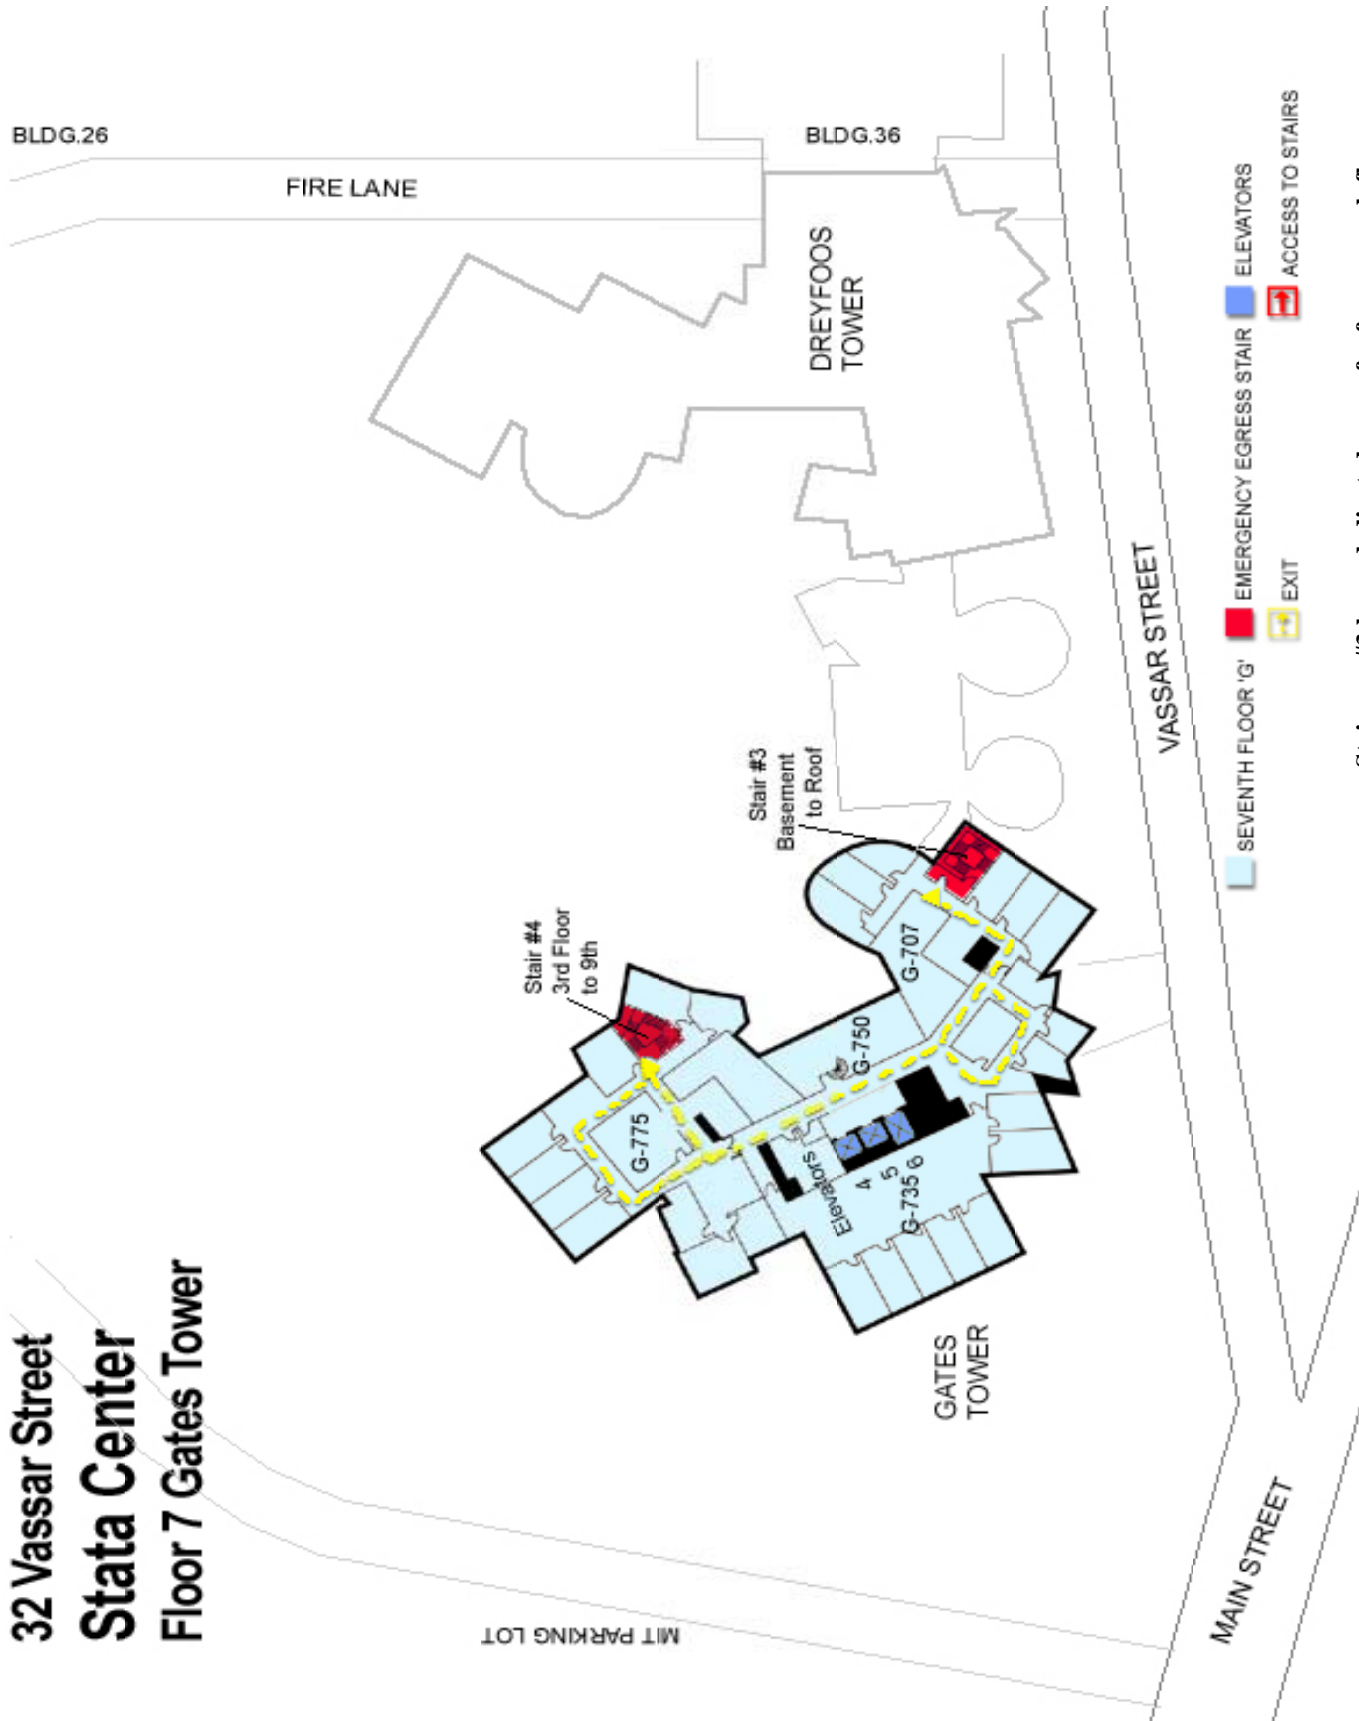 32 Vassar Street
Stata Center
Floor 7 Gates Tower
BLDG.26
FIRE LANE
BLDG.36
DREYFOOS
TOWER
Stair #4
3rd Floor
to 9th
Stair #3
Basement
to Roof
G-775
G-750
G-707
Elevators
4
5
6
G-735
GATES
TOWER
MIT PARKING LOT
MAIN STREET
VASSAR STREET
SEVENTH FLOOR 'G'
EMERGENCY EGRESS STAIR
ELEVATORS
EXIT
ACCESS TO STAIRS